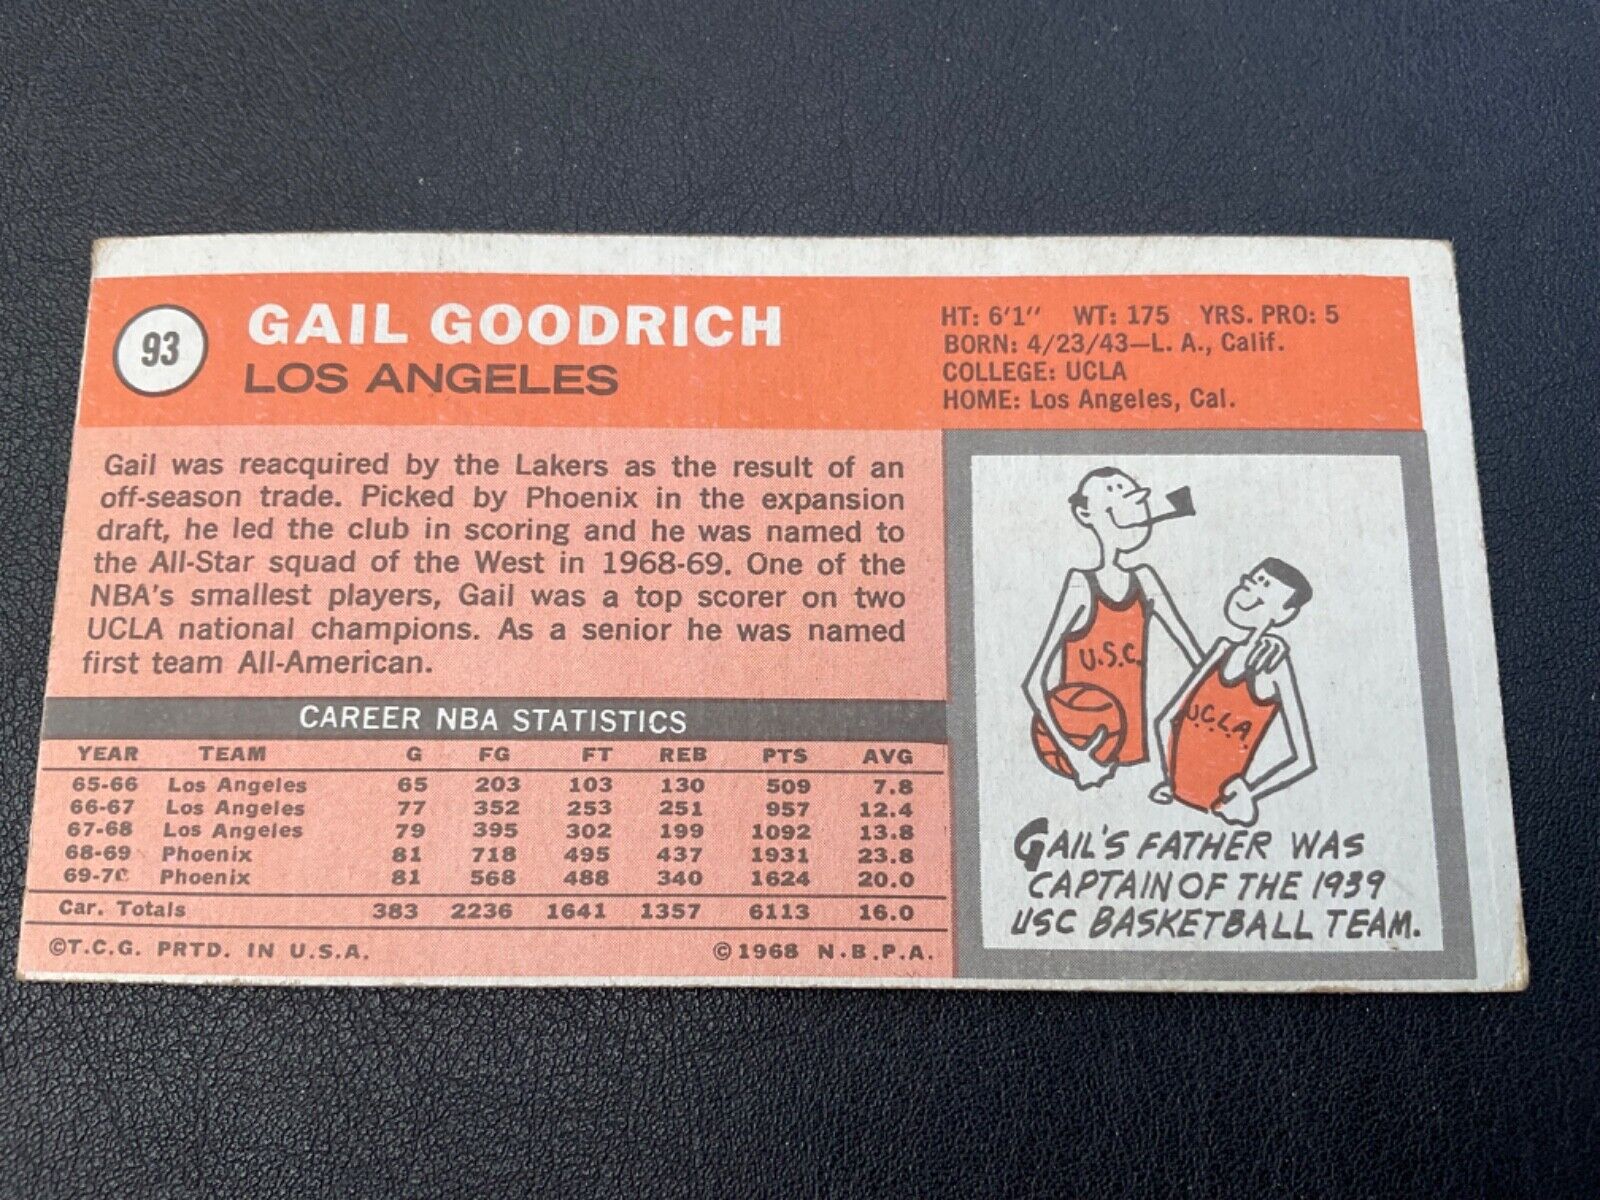 93
GAIL GOODRICH
LOS ANGELES
HT: 6'1" WT: 175 YRS. PRO: 5
BORN: 4/23/43—L. A., Calif.
COLLEGE: UCLA
HOME: Los Angeles, Cal.
Gail was reacquired by the Lakers as the result of an
off-season trade. Picked by Phoenix in the expansion
draft, he led the club in scoring and he was named to
the All-Star squad of the West in 1968-69. One of the
NBA's smallest players, Gail was a top scorer on two
UCLA national champions. As a senior he was named
first team All-American.
CAREER NBA STATISTICS
YEAR TEAM G FG FT REB PTS AVG
65-66 Los Angeles 65 203 103 130 509 7.8
66-67 Los Angeles 77 352 253 251 957 12.4
67-68 Los Angeles 79 395 302 199 1092 13.8
68-69 Phoenix 81 718 495 437 1931 23.8
69-70 Phoenix 81 568 488 340 1624 20.0
Car. Totals 383 2236 1641 1357 6113 16.0
©T.C.G. PRTD. IN U.S.A.
©1968 N.B.P.A.
U.S.C.
U.C.L.A.
GAIL'S FATHER WAS
CAPTAIN OF THE 1939
USC BASKETBALL TEAM.